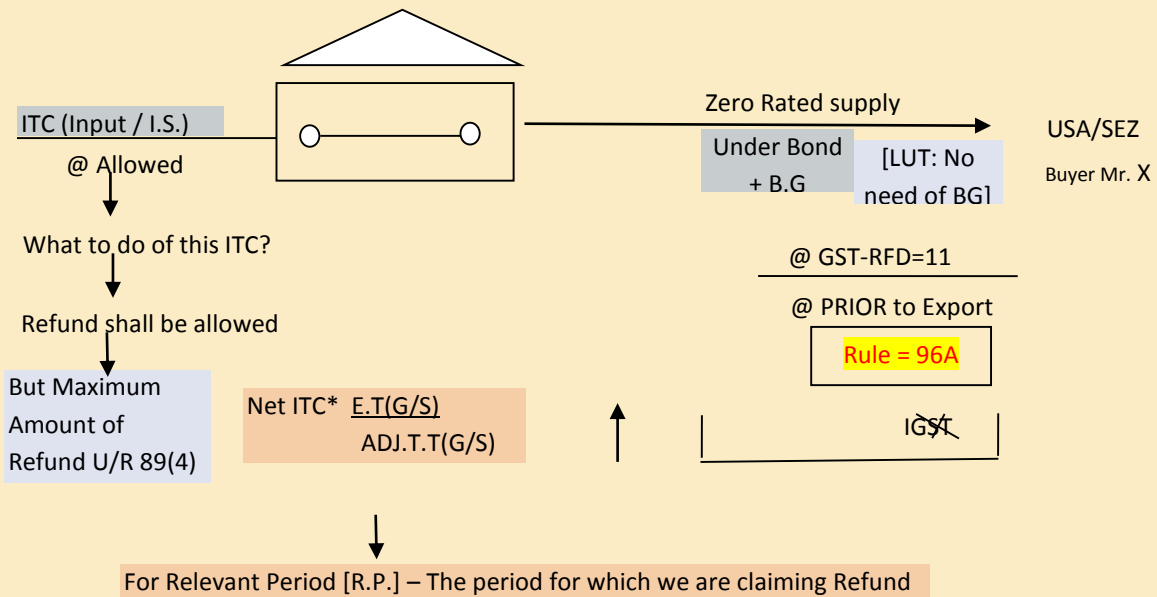 ITC (Input / I.S.)
@ Allowed
What to do of this ITC?
Refund shall be allowed
But Maximum
Amount of
Refund U/R 89(4)
Net ITC* E.T(G/S)
ADJ.T.T(G/S)
Zero Rated supply
Under Bond
+ B.G
[LUT: No
need of BG]
USA/SEZ
Buyer Mr. X
@ GST-RFD=11
@ PRIOR to Export
Rule = 96A
IGST
For Relevant Period [R.P.] – The period for which we are claiming Refund